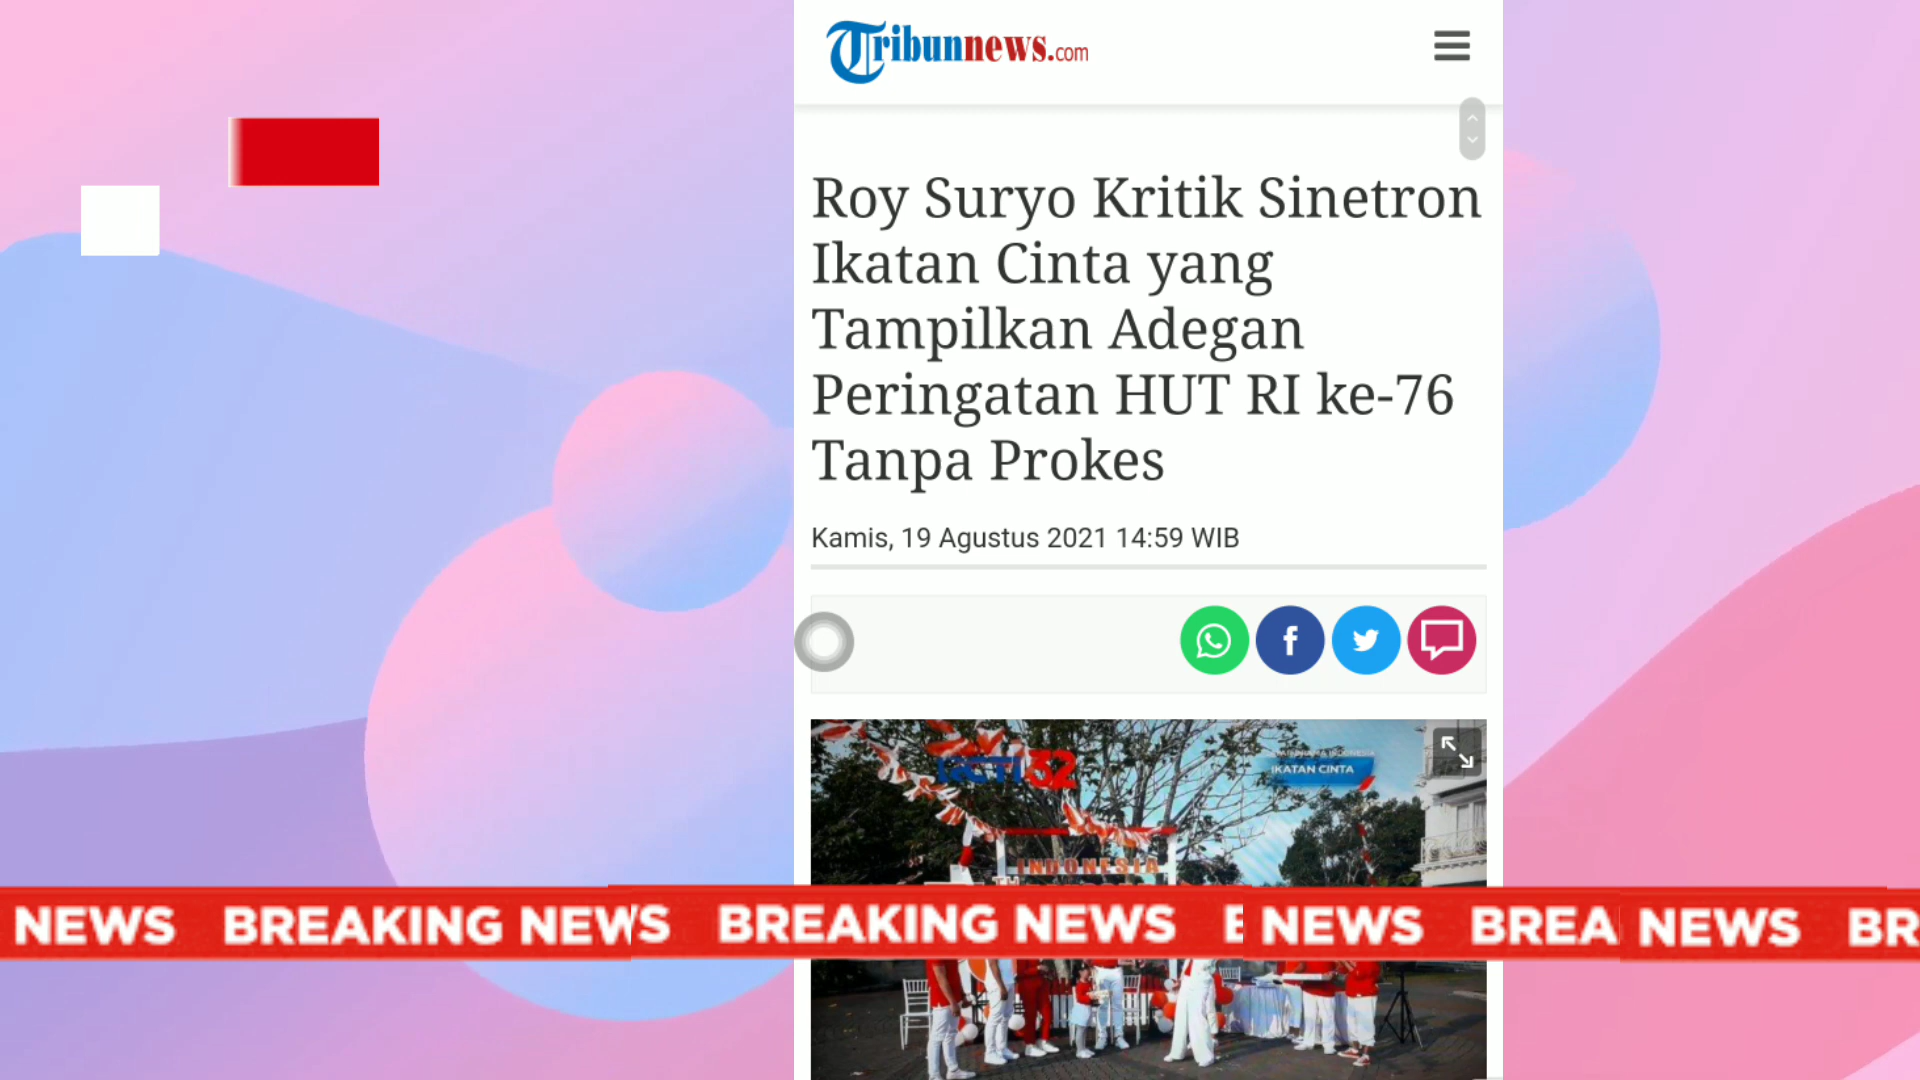 Tribunnews.com
Roy Suryo Kritik Sinetron
Ikatan Cinta yang
Tampilkan Adegan
Peringatan HUT RI ke-76
Tanpa Prokes
Kamis, 19 Agustus 2021 14:59 WIB
RCTI 32
IKATAN CINTA
INDONESIA
NEWS BREAKING NEWS BREAKING NEWS NEWS BREA NEWS BR